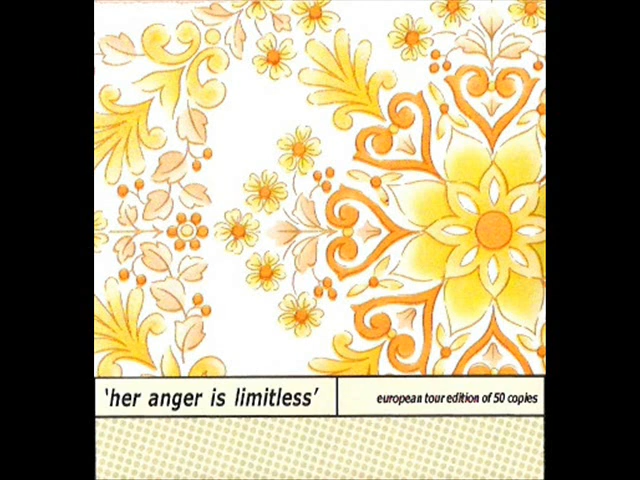 'her anger is limitless'
european tour edition of 50 copies